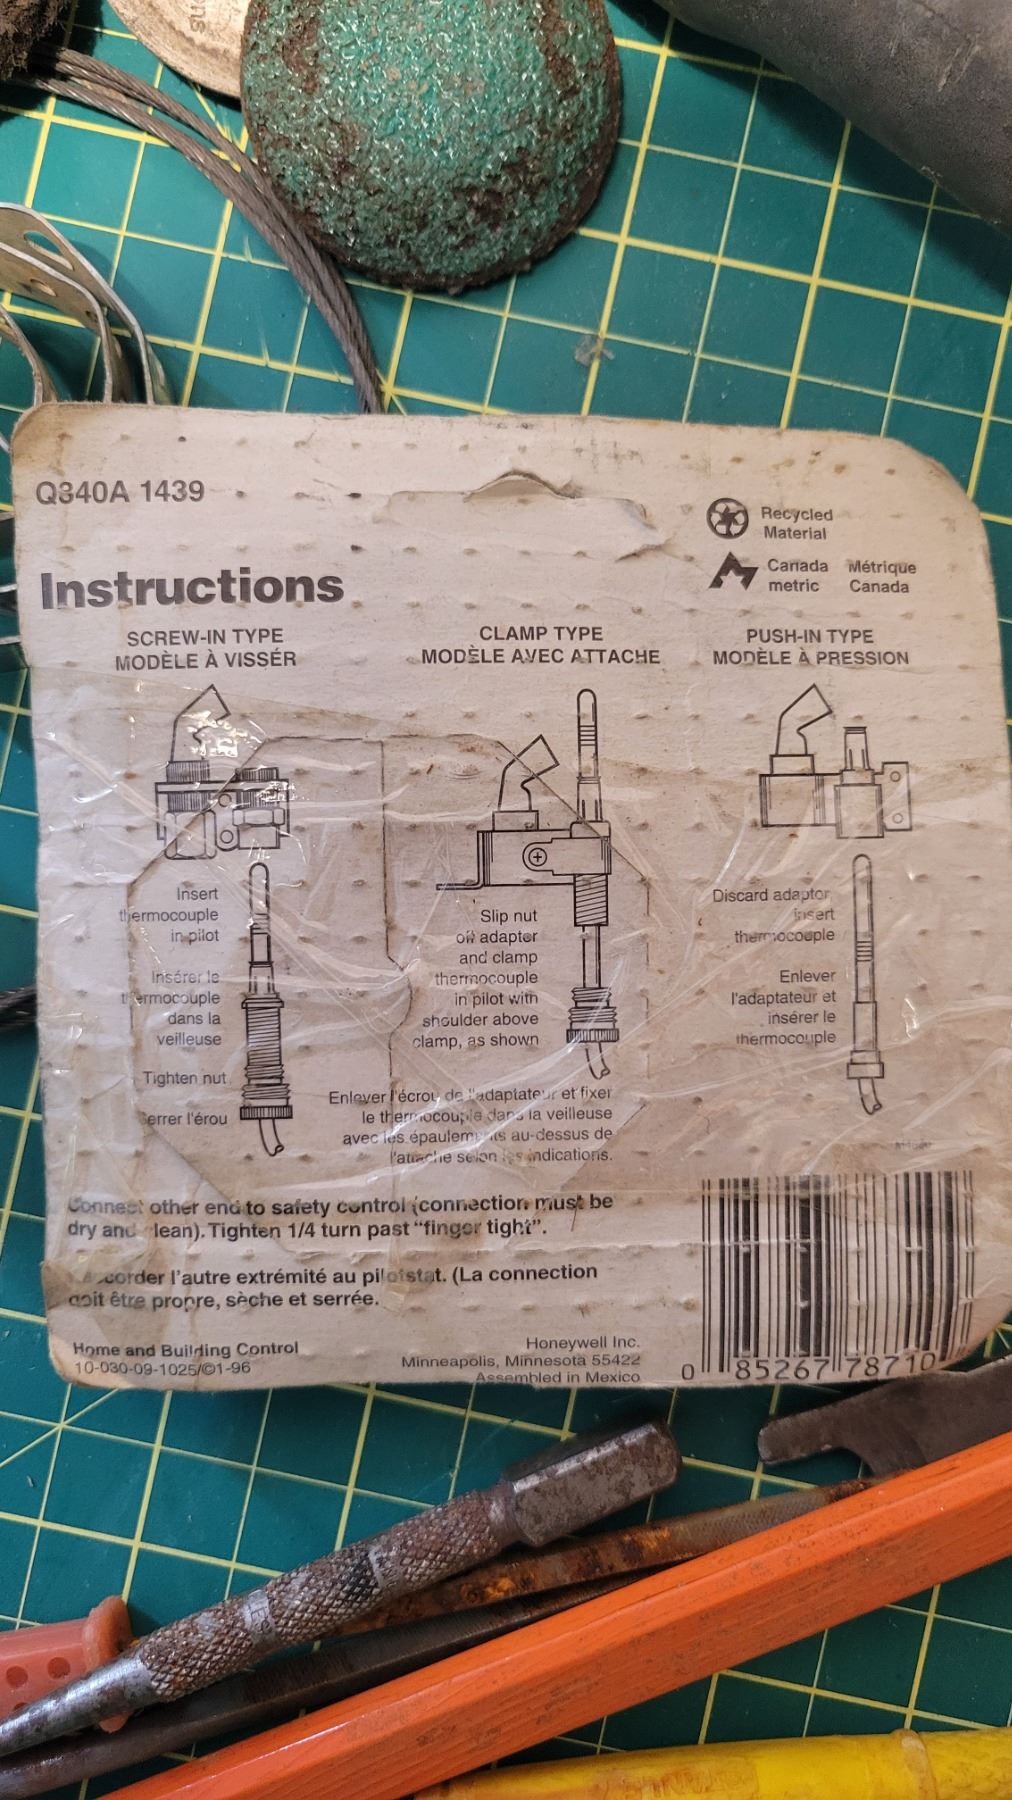 Q340A 1439
Recycled
Material
Canada metric
Métrique Canada
Instructions
SCREW-IN TYPE
MODÈLE À VISSÉR
CLAMP TYPE
MODÈLE AVEC ATTACHE
PUSH-IN TYPE
MODÈLE À PRESSION
Insert
thermocouple
in pilot
Insérer le
thermocouple
dans la
veilleuse
Tighten nut
errer l'érou
Slip nut
off adapter
and clamp
thermocouple
in pilot with
shoulder above
clamp, as shown
Enlever l'écrou de l'adaptateur et fixer
le thermocouple dans la veilleuse
avec les épaulements au-dessus de
l'attache selon les indications.
Discard adaptor
insert
thermocouple
Enlever
l'adaptateur et
insérer le
thermocouple
Connect other end to safety control (connection must be
dry and clean). Tighten 1/4 turn past "finger tight".
Raccorder l'autre extrémité au pilotstat. (La connection
doit être propre, sèche et serrée.
Home and Building Control
10-030-09-1025/©1-96
Honeywell Inc.
Minneapolis, Minnesota 55422
Assembled in Mexico
0 85267 78710